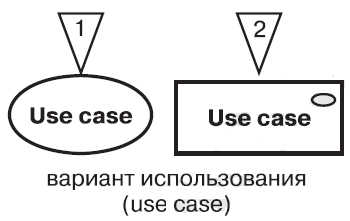 1 2
Use case Use case
вариант использования
(use case)